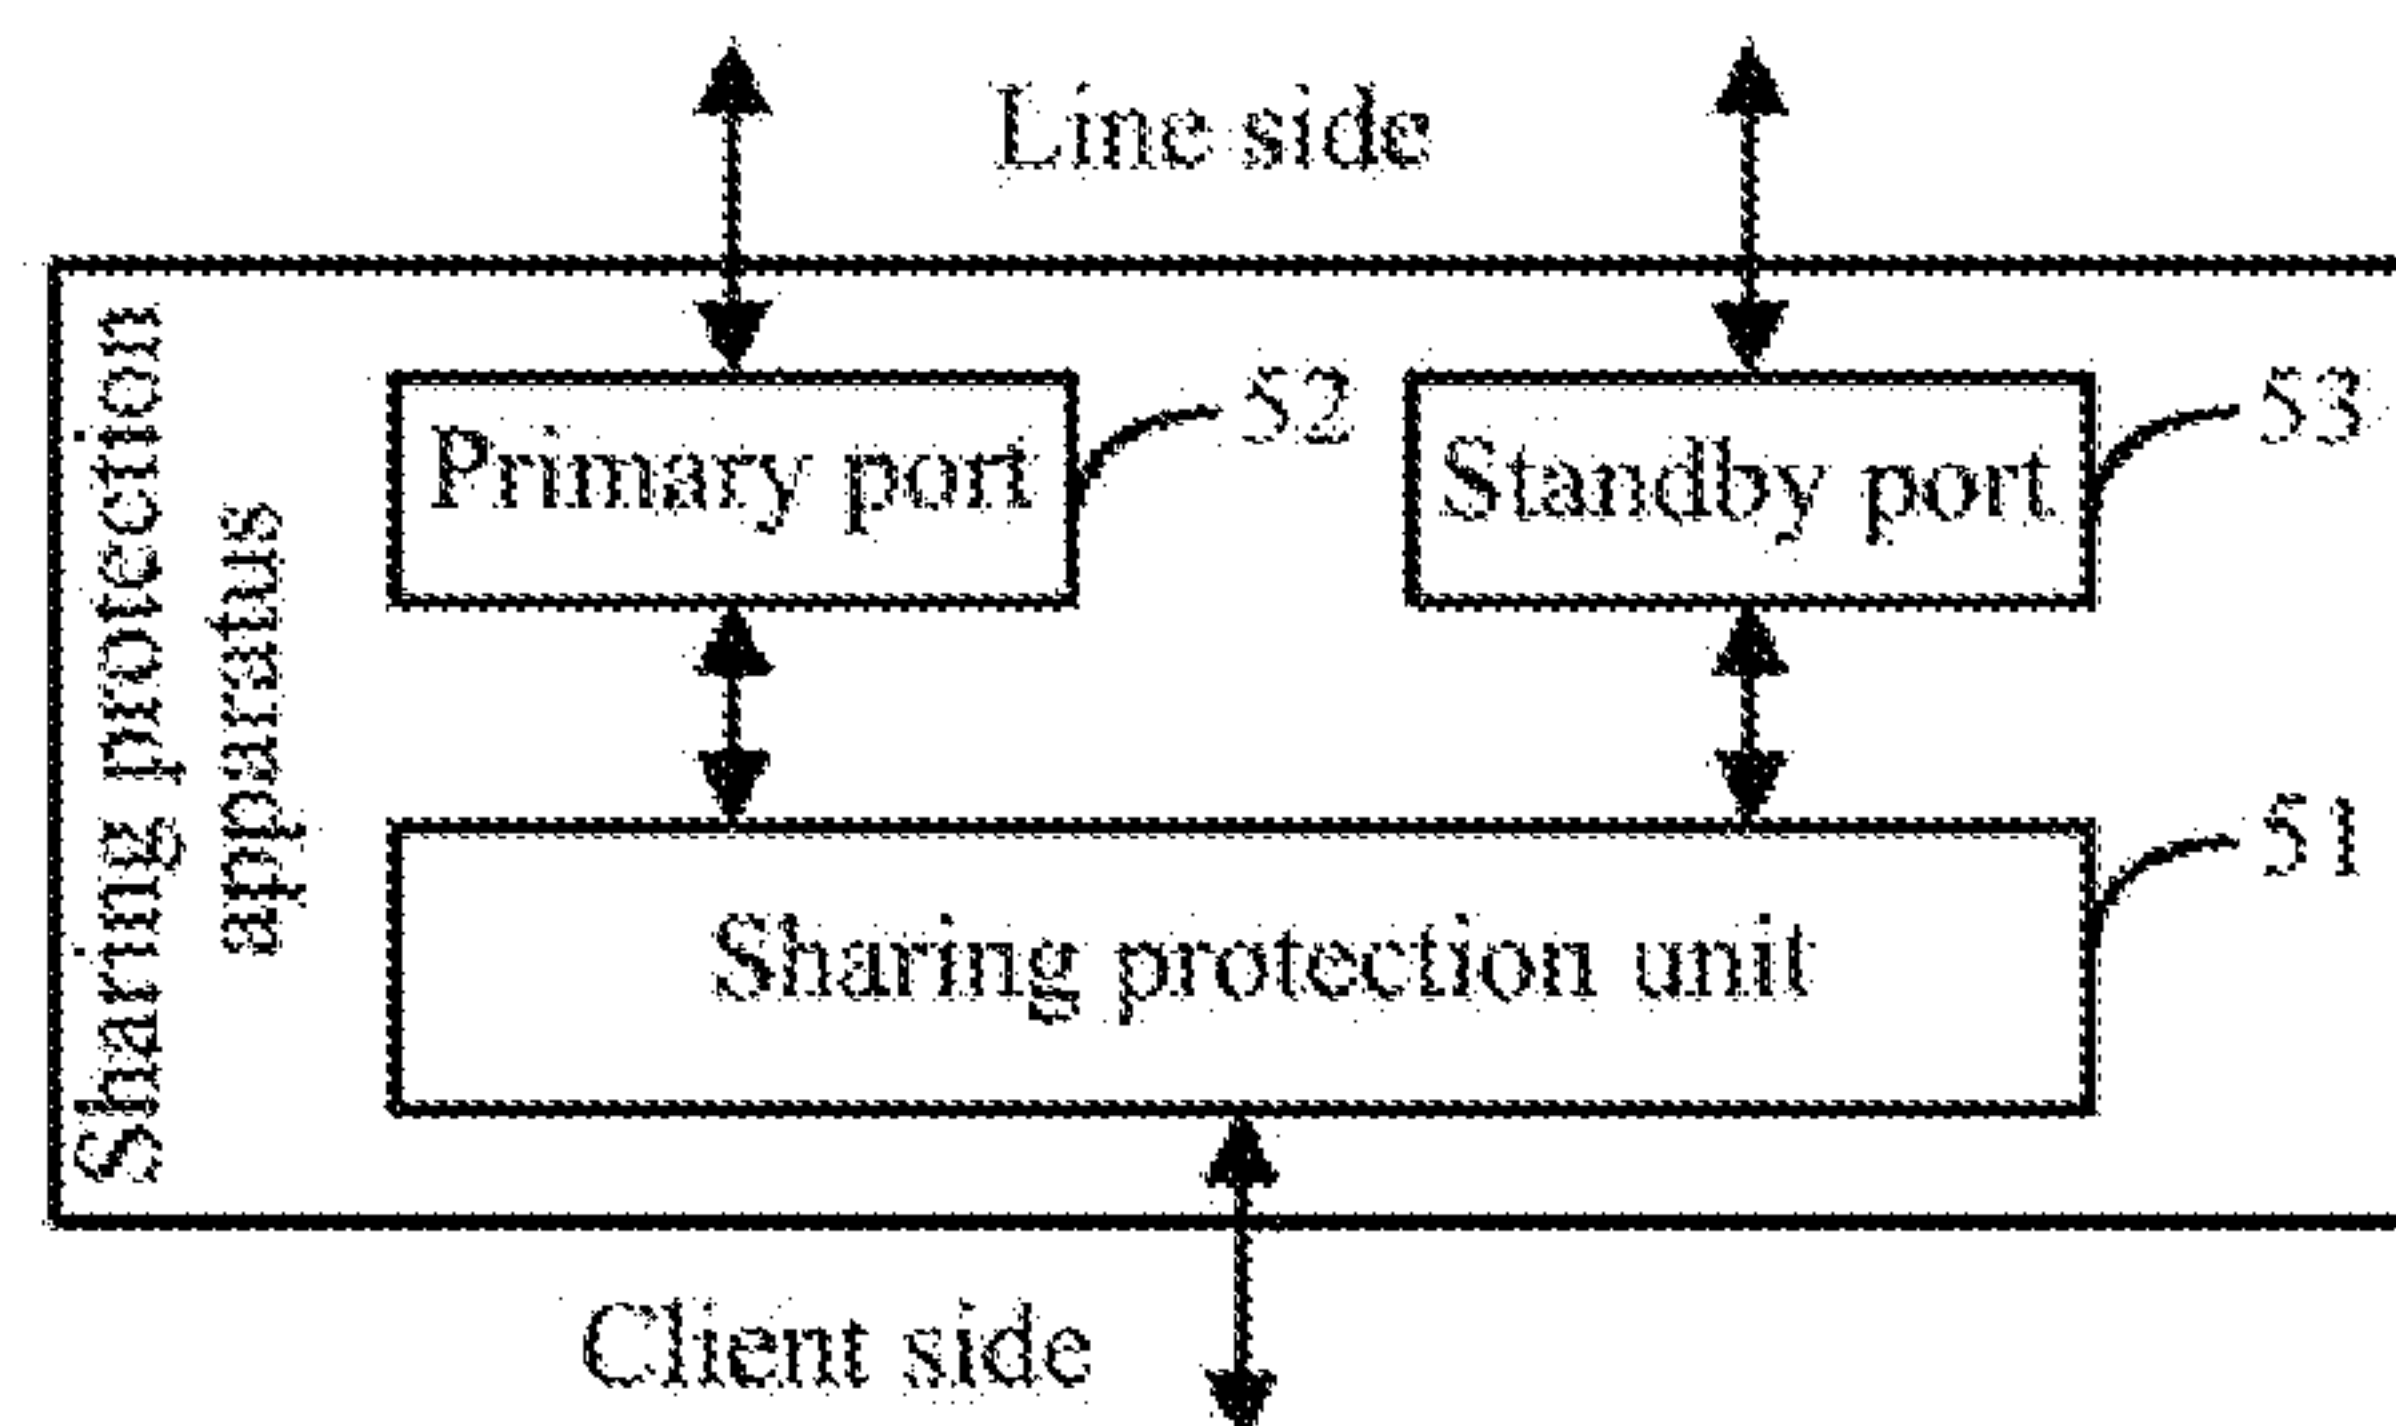 Line side
Sharing protection
apparatus
Primary port
52
Standby port
53
Sharing protection unit
51
Client side